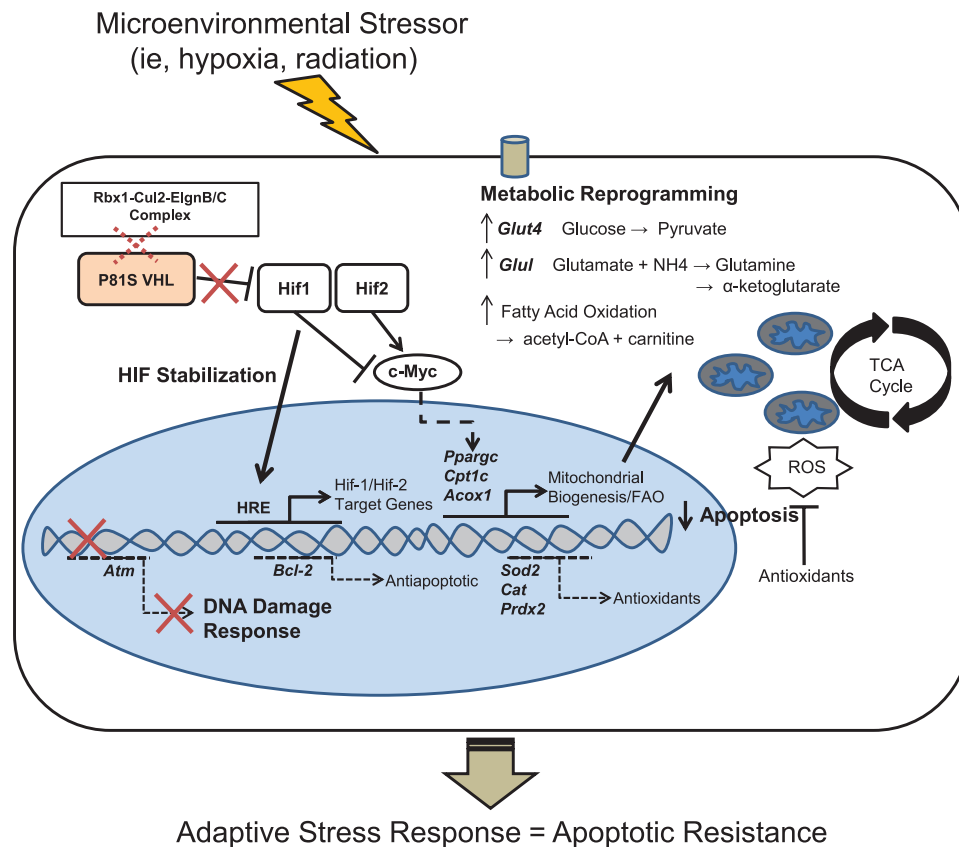 Microenvironmental Stressor
(ie, hypoxia, radiation)
Rbx1-Cul2-ElgnB/C
Complex
P81S VHL
Hif1
Hif2
c-Myc
HIF Stabilization
Metabolic Reprogramming
↑ Glut4 Glucose → Pyruvate
↑ Glul Glutamate + NH4 → Glutamine
→ α-ketoglutarate
↑ Fatty Acid Oxidation
→ acetyl-CoA + carnitine
TCA
Cycle
ROS
Antioxidants
Ppargc
Cpt1c
Acox1
Mitochondrial
Biogenesis/FAO
HRE
Hif-1/Hif-2
Target Genes
↓ Apoptosis
Atm
DNA Damage
Response
Bcl-2
Antiapoptotic
Sod2
Cat
Prdx2
Antioxidants
Adaptive Stress Response = Apoptotic Resistance